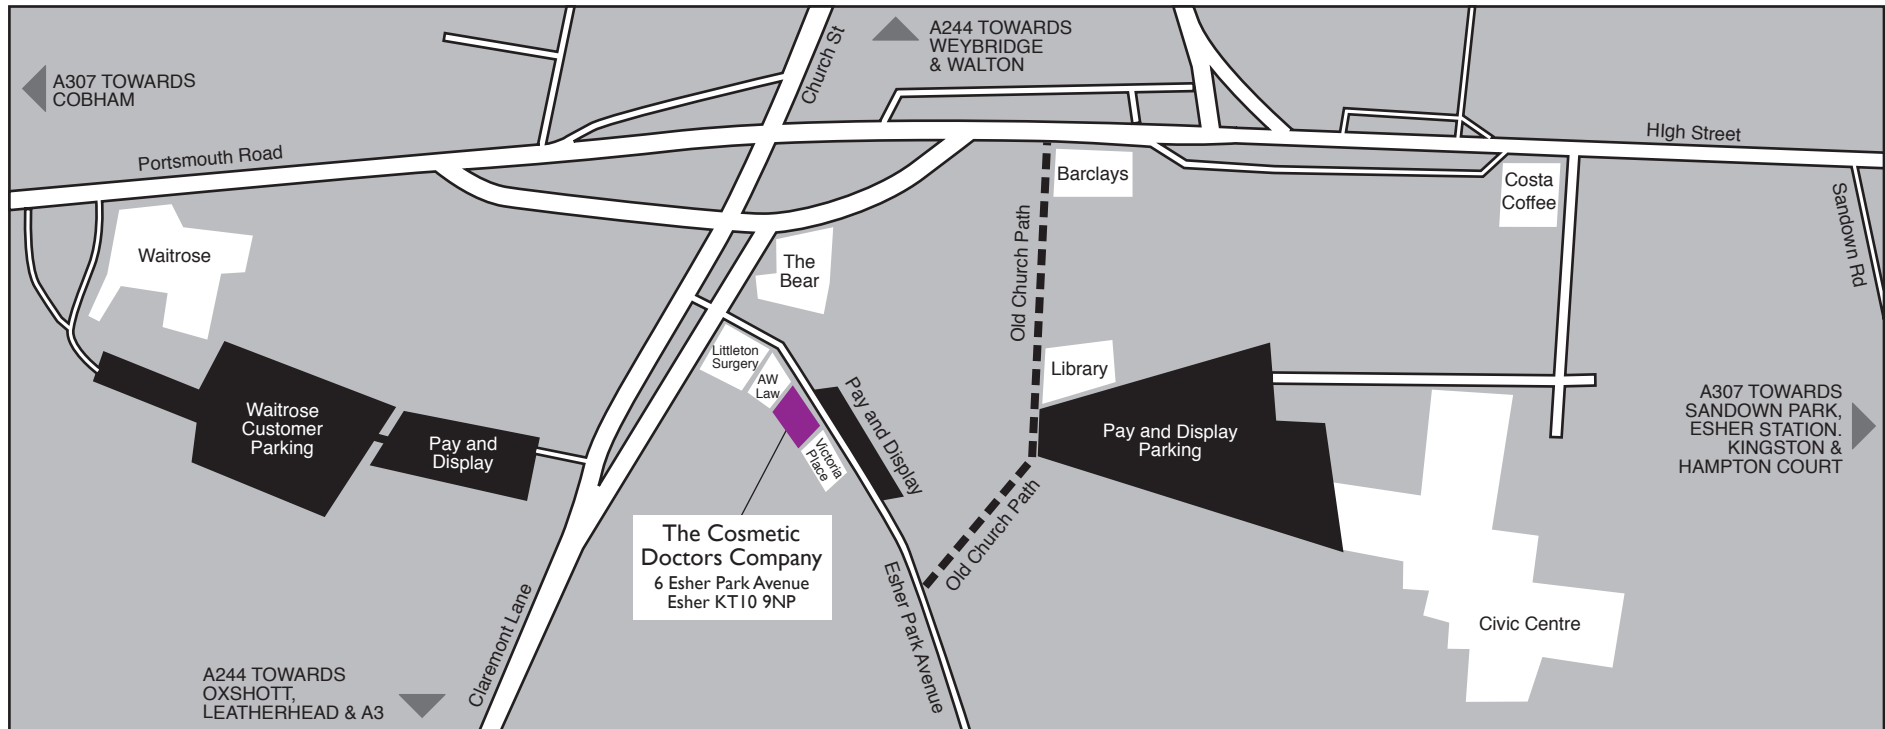 A307 TOWARDS
COBHAM
Church St
A244 TOWARDS
WEYBRIDGE
& WALTON
Portsmouth Road
HIgh Street
Barclays
Costa
Coffee
Sandown Rd
Waitrose
The
Bear
Old Church Path
Littleton
Surgery
AW
Law
Library
Pay and Display
Waitrose
Customer
Parking
Pay and
Display
Victoria
Place
Pay and Display
Parking
A307 TOWARDS
SANDOWN PARK,
ESHER STATION.
KINGSTON &
HAMPTON COURT
The Cosmetic
Doctors Company
6 Esher Park Avenue
Esher KT10 9NP
Old Church Path
Esher Park Avenue
Claremont Lane
Civic Centre
A244 TOWARDS
OXSHOTT,
LEATHERHEAD & A3